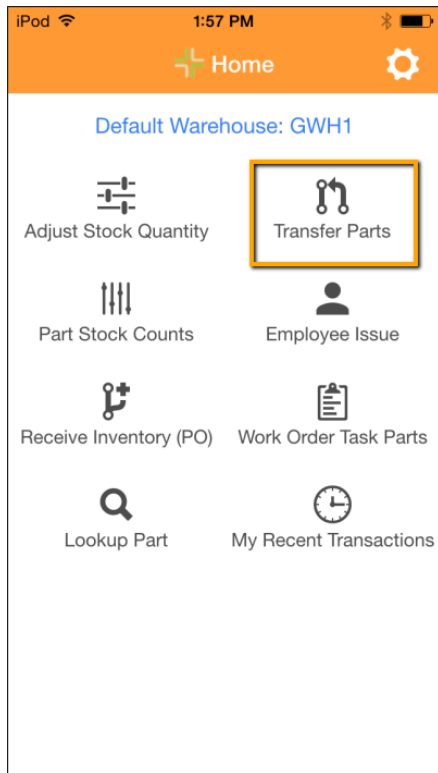 iPod 1:57 PM
Home
Default Warehouse: GWH1
Adjust Stock Quantity Transfer Parts
Part Stock Counts Employee Issue
Receive Inventory (PO) Work Order Task Parts
Lookup Part My Recent Transactions